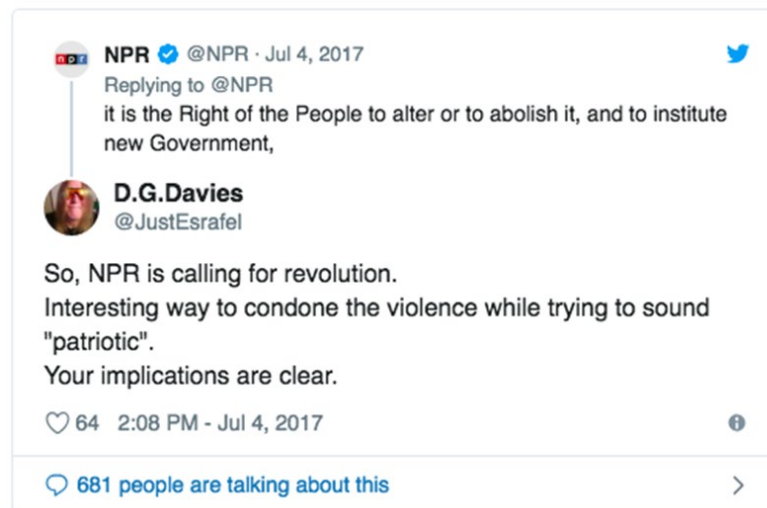 npr NPR @NPR · Jul 4, 2017
Replying to @NPR
it is the Right of the People to alter or to abolish it, and to institute
new Government,
D.G.Davies
@JustEsrafel
So, NPR is calling for revolution.
Interesting way to condone the violence while trying to sound
"patriotic".
Your implications are clear.
64 2:08 PM - Jul 4, 2017
681 people are talking about this